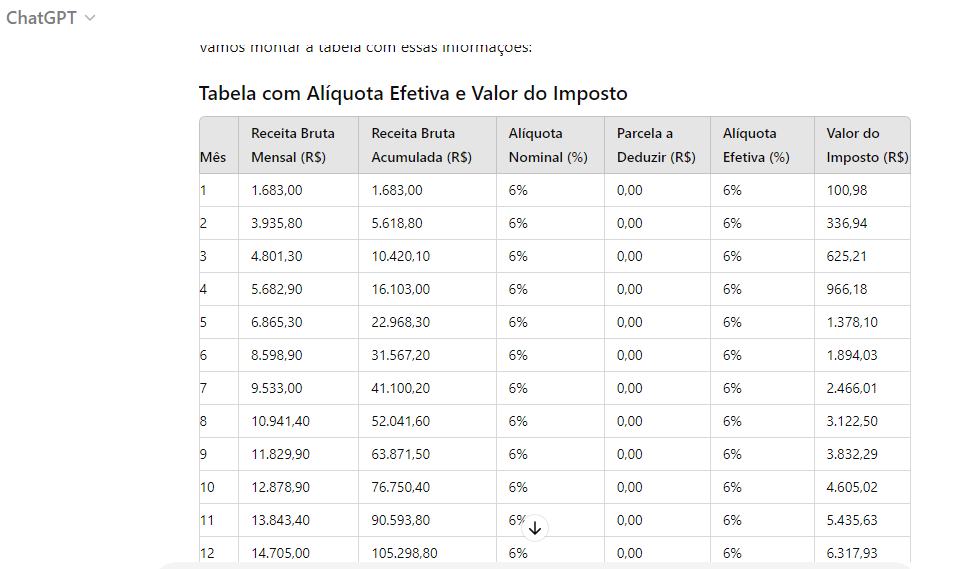 ChatGPT
Vamos montar a tabela com essas informações:
Tabela com Alíquota Efetiva e Valor do Imposto
Mês Receita Bruta Mensal (R$) Receita Bruta Acumulada (R$) Alíquota Nominal (%) Parcela a Deduzir (R$) Alíquota Efetiva (%) Valor do Imposto (R$)
1 1.683,00 1.683,00 6% 0,00 6% 100,98
2 3.935,80 5.618,80 6% 0,00 6% 336,94
3 4.801,30 10.420,10 6% 0,00 6% 625,21
4 5.682,90 16.103,00 6% 0,00 6% 966,18
5 6.865,30 22.968,30 6% 0,00 6% 1.378,10
6 8.598,90 31.567,20 6% 0,00 6% 1.894,03
7 9.533,00 41.100,20 6% 0,00 6% 2.466,01
8 10.941,40 52.041,60 6% 0,00 6% 3.122,50
9 11.829,90 63.871,50 6% 0,00 6% 3.832,29
10 12.878,90 76.750,40 6% 0,00 6% 4.605,02
11 13.843,40 90.593,80 6% 0,00 6% 5.435,63
12 14.705,00 105.298,80 6% 0,00 6% 6.317,93